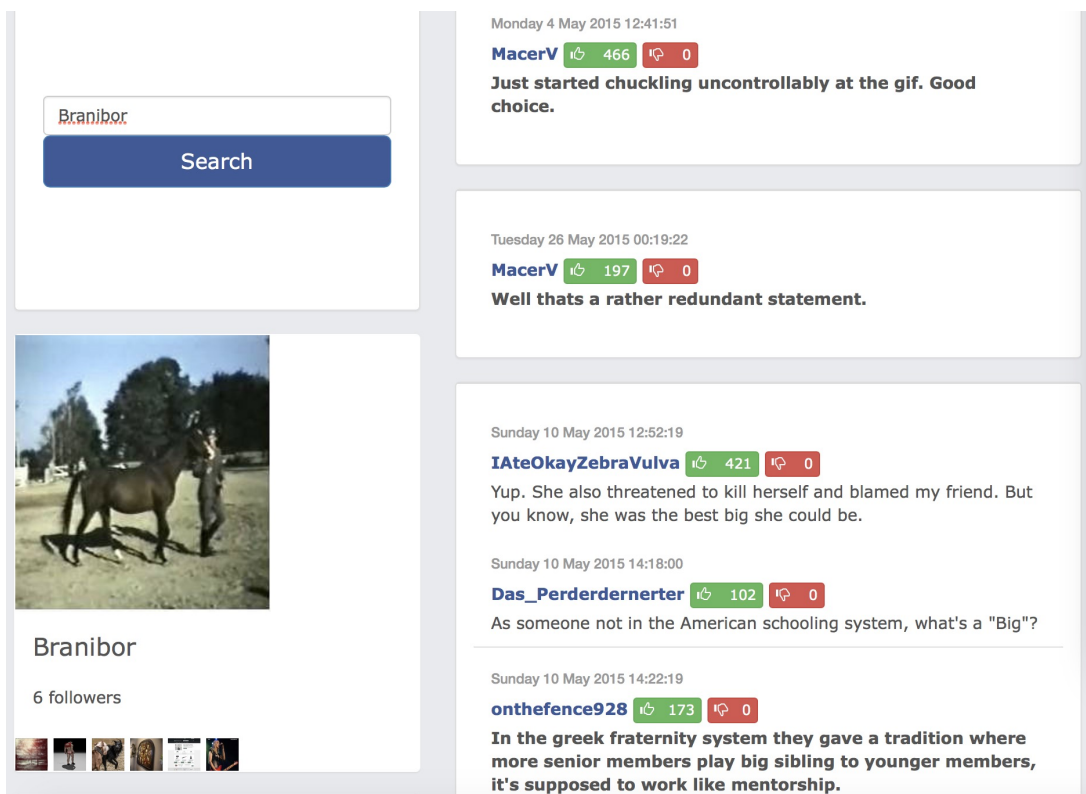 Branibor
Search
Branibor
6 followers
Monday 4 May 2015 12:41:51
MacerV 466 0
Just started chuckling uncontrollably at the gif. Good
choice.
Tuesday 26 May 2015 00:19:22
MacerV 197 0
Well thats a rather redundant statement.
Sunday 10 May 2015 12:52:19
IAteOkayZebraVulva 421 0
Yup. She also threatened to kill herself and blamed my friend. But
you know, she was the best big she could be.
Sunday 10 May 2015 14:18:00
Das_Perderdernerter 102 0
As someone not in the American schooling system, what's a "Big"?
Sunday 10 May 2015 14:22:19
onthefence928 173 0
In the greek fraternity system they gave a tradition where
more senior members play big sibling to younger members,
it's supposed to work like mentorship.